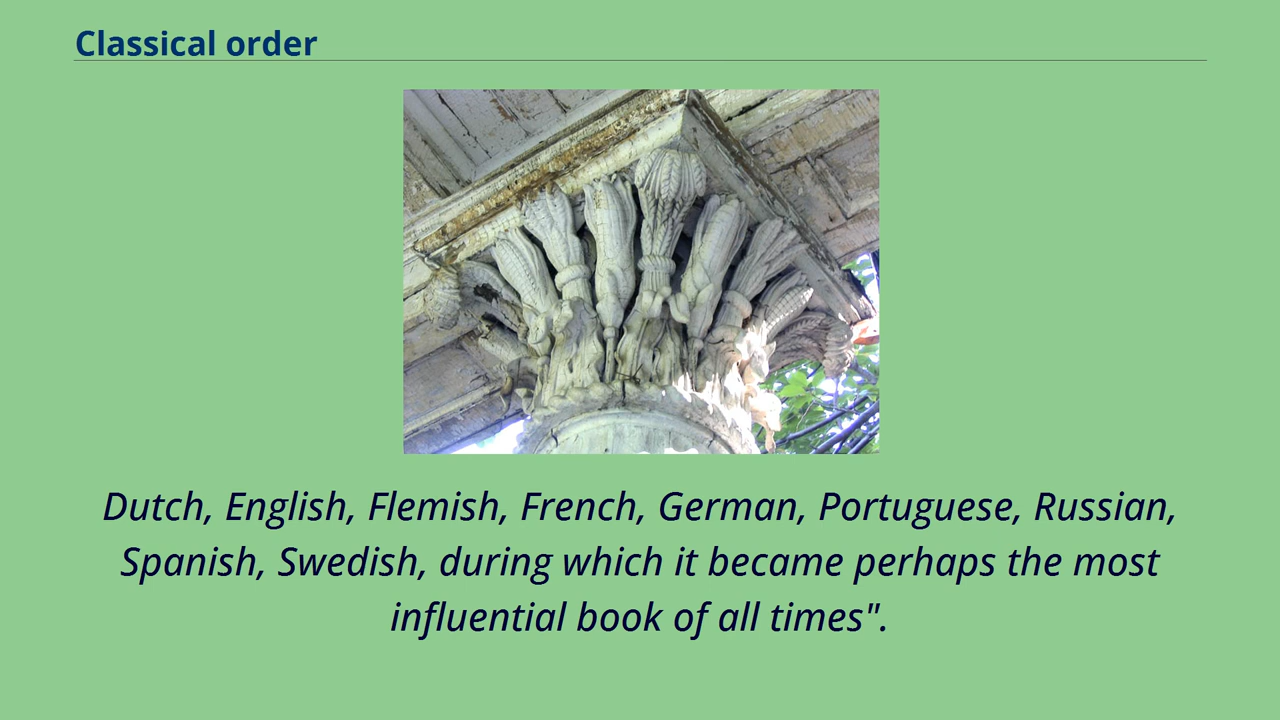 Classical order
Dutch, English, Flemish, French, German, Portuguese, Russian,
Spanish, Swedish, during which it became perhaps the most
influential book of all times".